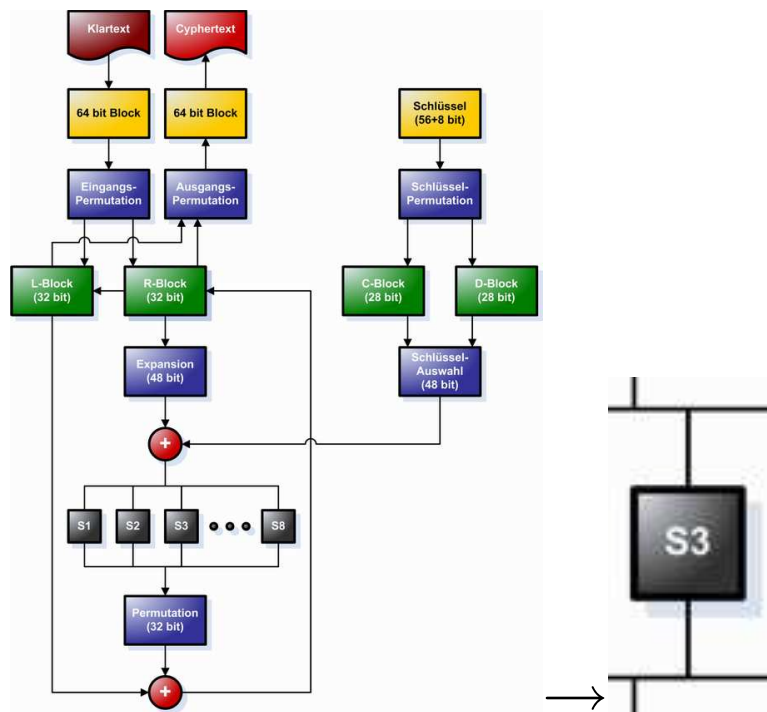 Klartext
Cyphertext
64 bit Block
64 bit Block
Schlüssel
(56+8 bit)
Eingangs-
Permutation
Ausgangs-
Permutation
Schlüssel-
Permutation
L-Block
(32 bit)
R-Block
(32 bit)
C-Block
(28 bit)
D-Block
(28 bit)
Expansion
(48 bit)
Schlüssel-
Auswahl
(48 bit)
+
S1
S2
S3
S8
Permutation
(32 bit)
+
S3